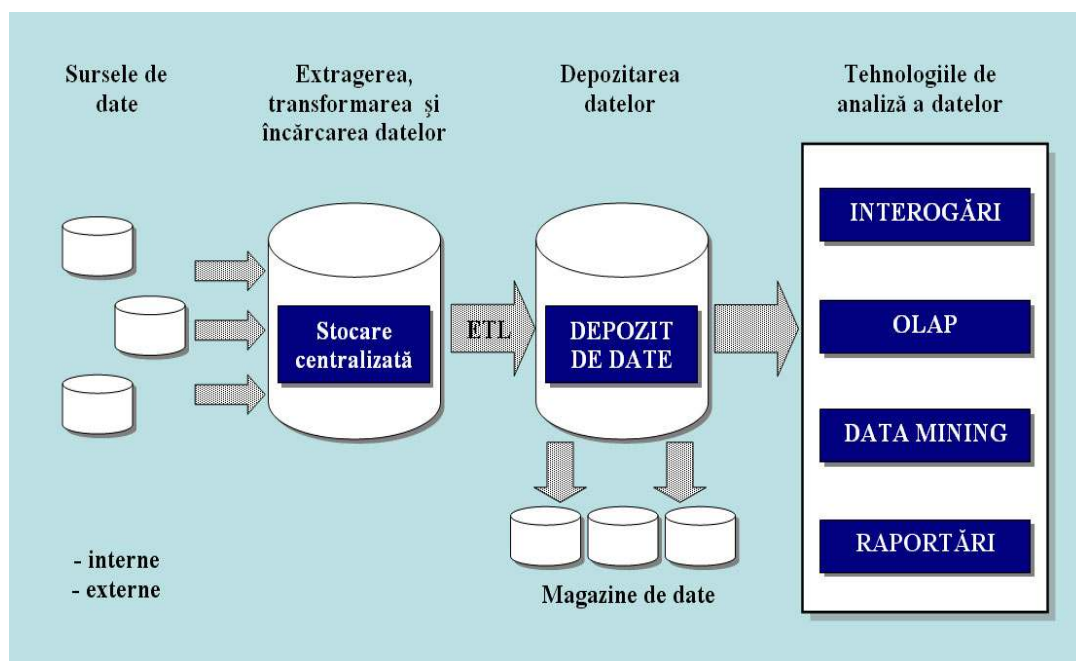 Sursele de
date
Extragerea,
transformarea și
încărcarea datelor
Depozitarea
datelor
Tehnologiile de
analiză a datelor
Stocare
centralizată
ETL
DEPOZIT
DE DATE
INTEROGĂRI
OLAP
DATA MINING
RAPORTĂRI
- interne
- externe
Magazine de date